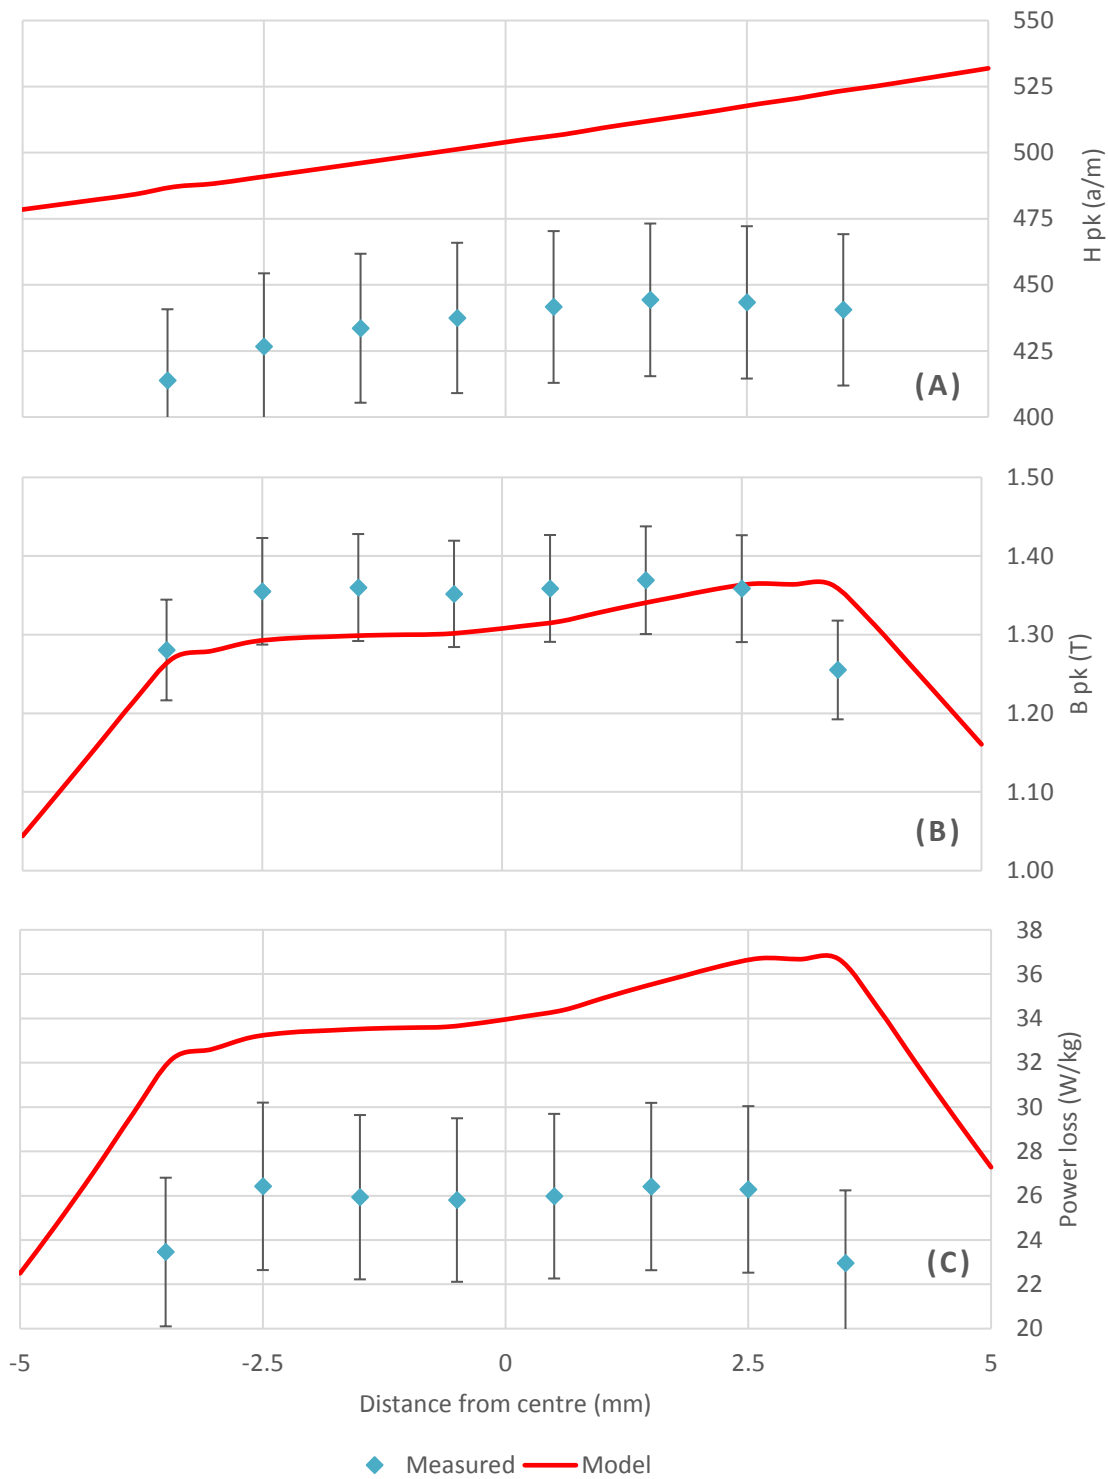 550
525
500
475
450
425
400
H pk (a/m)
(A)
1.50
1.40
1.30
1.20
1.10
1.00
B pk (T)
(B)
38
36
34
32
30
28
26
24
22
20
Power loss (W/kg)
(C)
-5 -2.5 0 2.5 5
Distance from centre (mm)
Measured Model